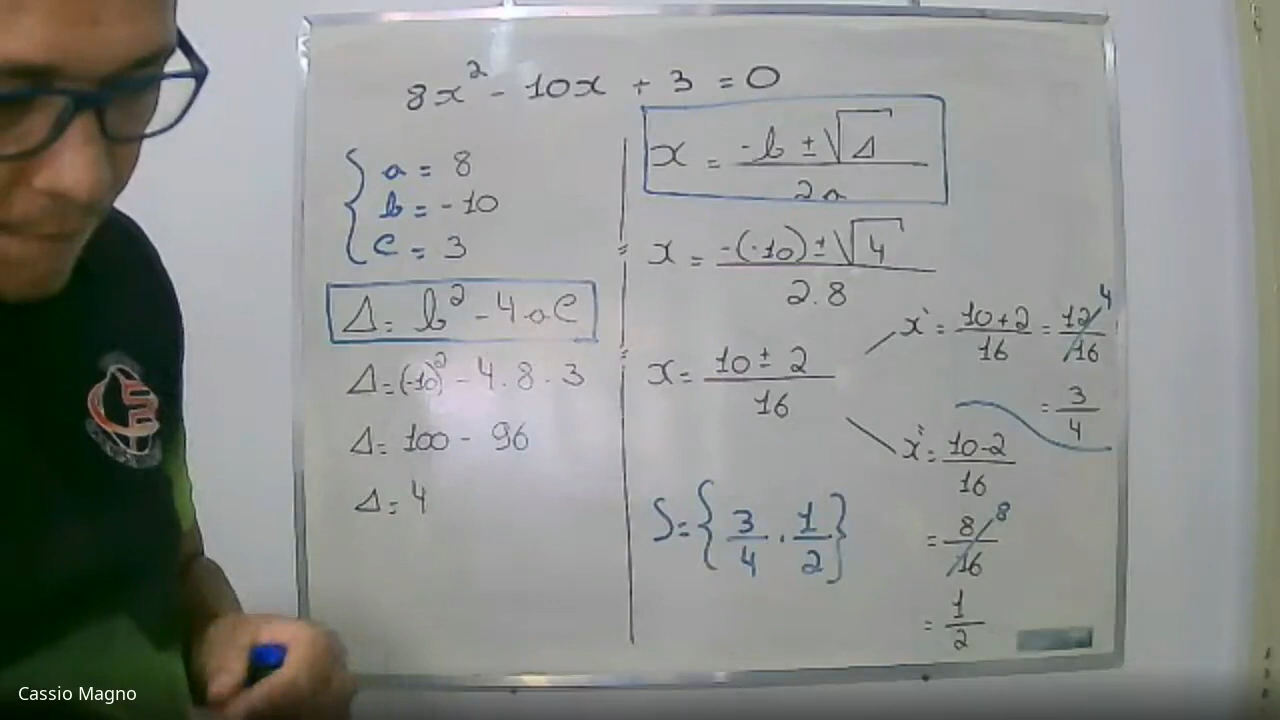 8x² - 10x + 3 = 0
a = 8
b = -10
c = 3
Δ = b² - 4ac
Δ = (-10)² - 4 . 8 . 3
Δ = 100 - 96
Δ = 4
x = -b ± √Δ / 2a
x = -(-10) ± √4 / 2.8
x = 10 ± 2 / 16
x' = 10+2 / 16 = 12 / 16 4
= 3 / 4
x'' = 10-2 / 16
= 8 / 16 8
= 1 / 2
S = { 3/4 . 1/2 }
Cassio Magno